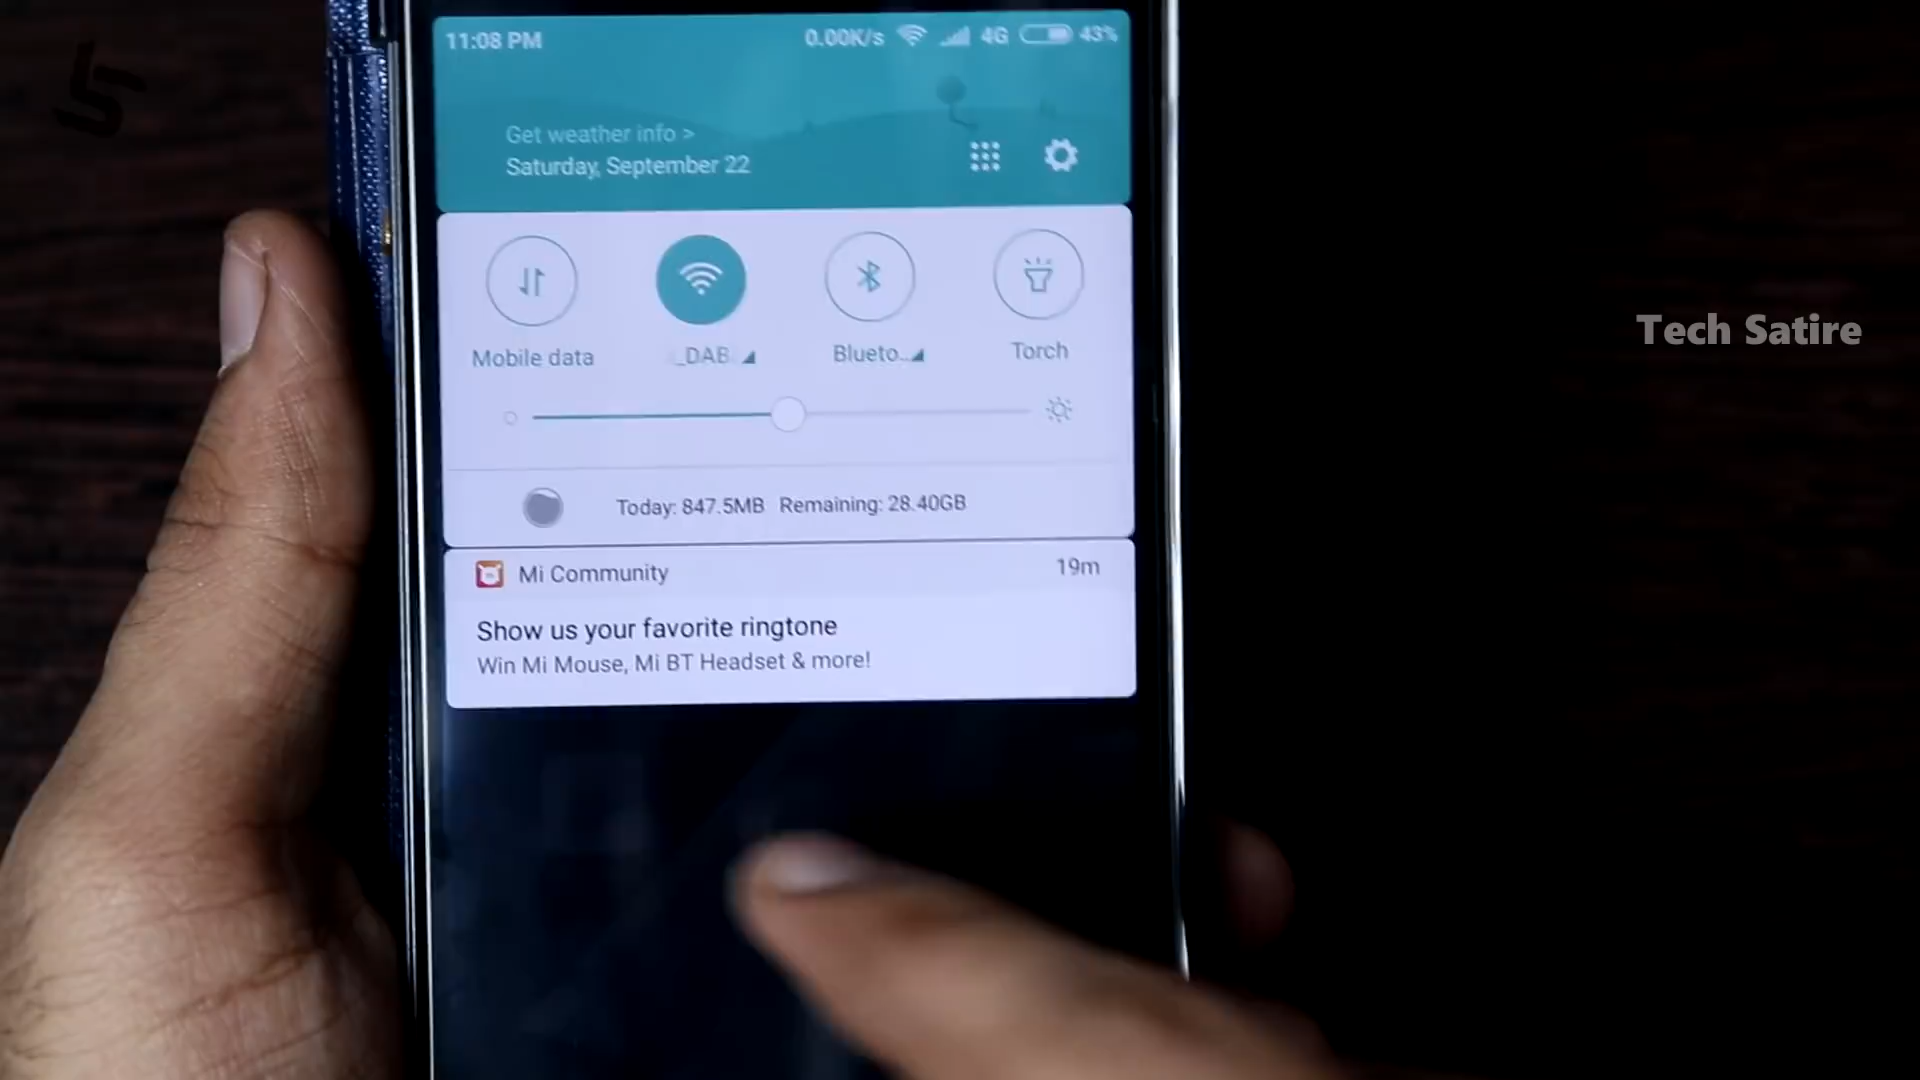 11:08 PM 0.00K/s 4G 43%
Get weather info >
Saturday, September 22
Mobile data _DAB Blueto... Torch
Today: 847.5MB Remaining: 28.40GB
Mi Community 19m
Show us your favorite ringtone
Win Mi Mouse, Mi BT Headset & more!
Tech Satire